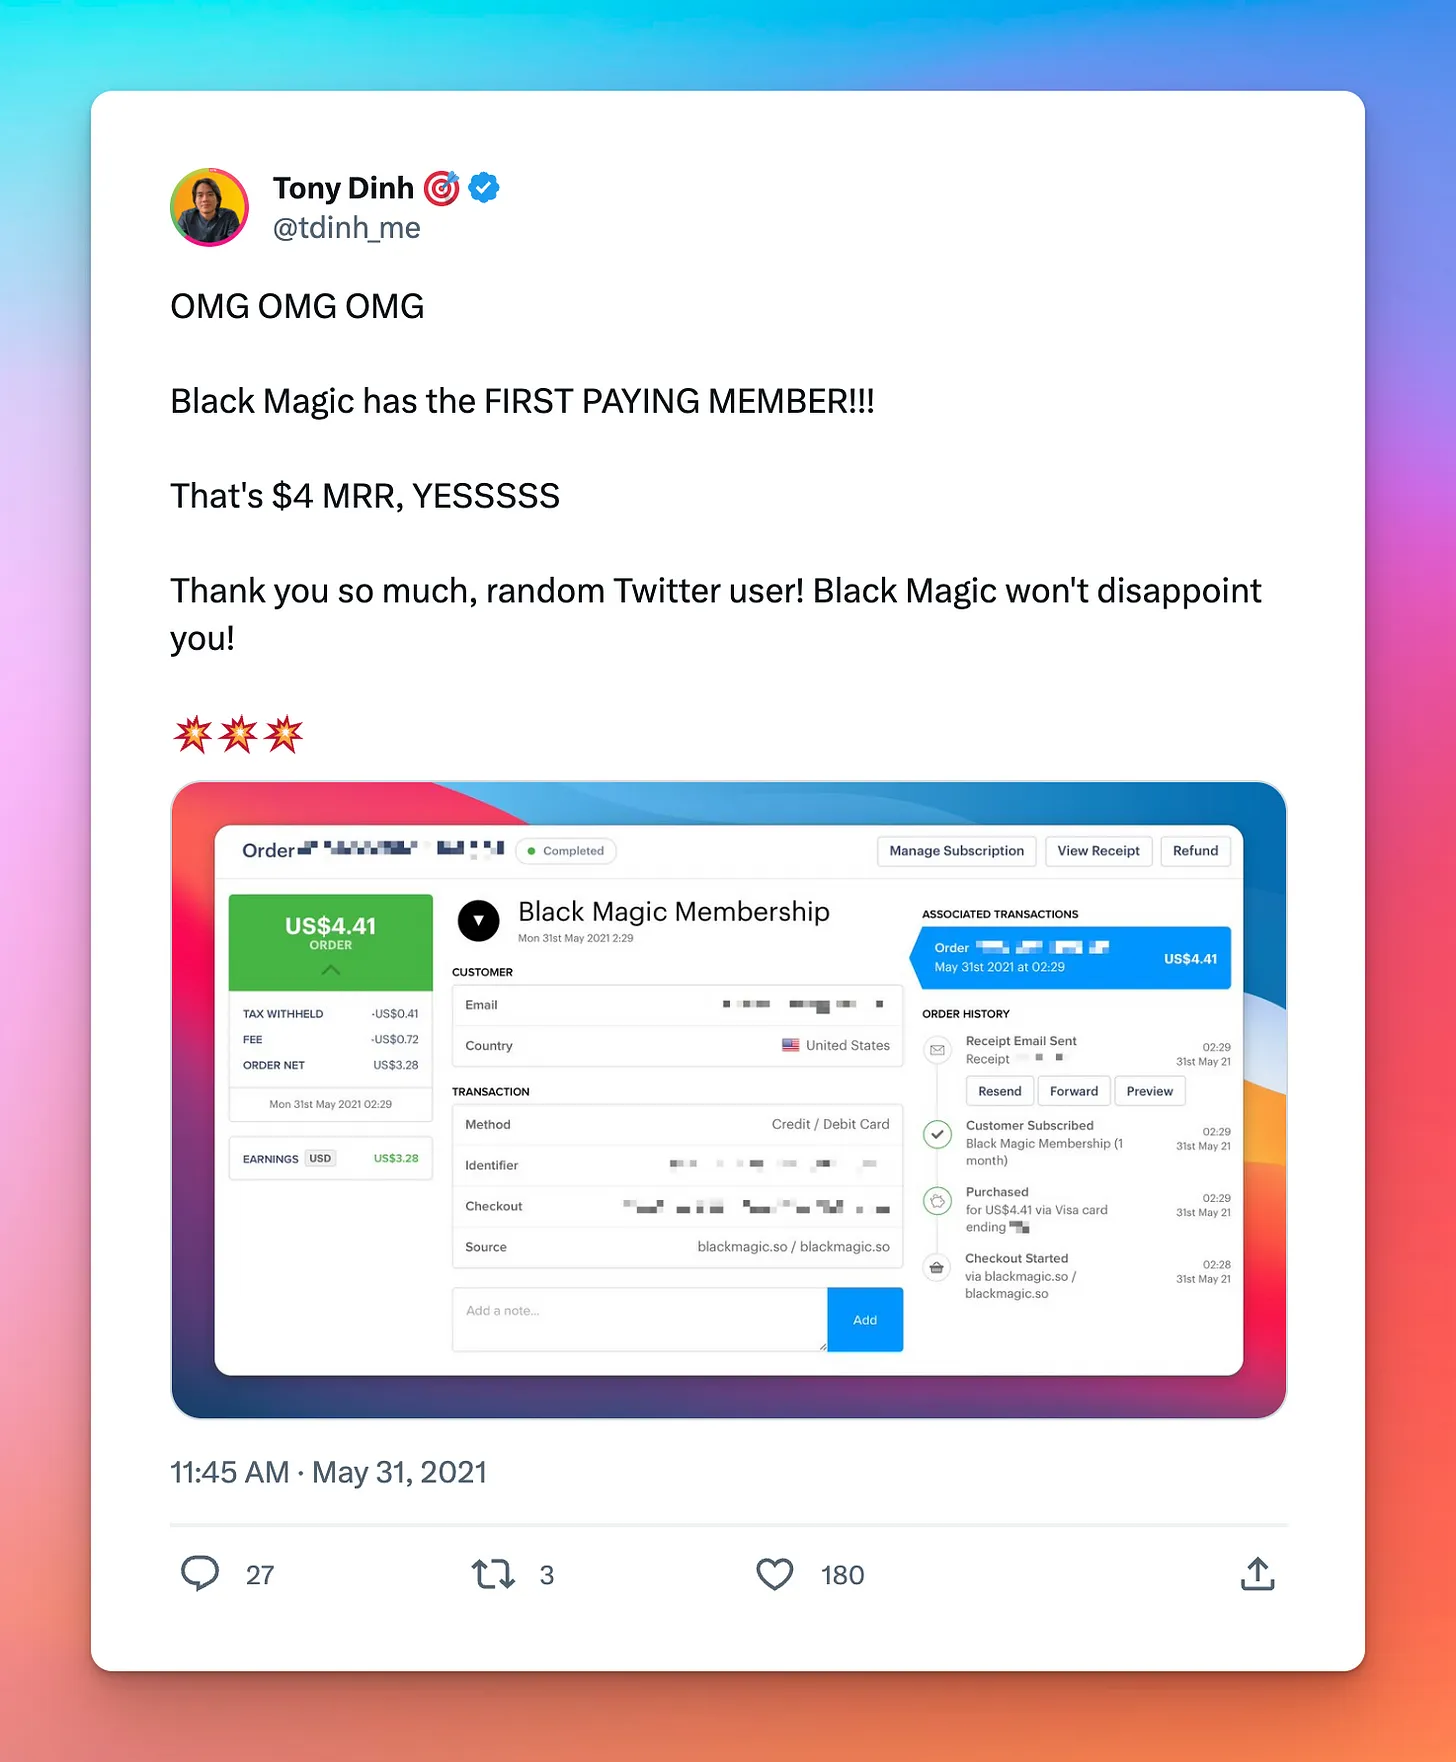 Tony Dinh 🎯
@tdinh_me
OMG OMG OMG
Black Magic has the FIRST PAYING MEMBER!!!
That's $4 MRR, YESSSSS
Thank you so much, random Twitter user! Black Magic won't disappoint
you!
💥💥💥
Order
Completed
Manage Subscription
View Receipt
Refund
US$4.41
ORDER
TAX WITHHELD -US$0.41
FEE -US$0.72
ORDER NET US$3.28
Mon 31st May 2021 02:29
EARNINGS USD US$3.28
Black Magic Membership
Mon 31st May 2021 2:29
CUSTOMER
Email
Country 🇺🇸 United States
TRANSACTION
Method Credit / Debit Card
Identifier
Checkout
Source blackmagic.so / blackmagic.so
Add a note...
Add
ASSOCIATED TRANSACTIONS
Order
May 31st 2021 at 02:29
US$4.41
ORDER HISTORY
Receipt Email Sent
Receipt
02:29
31st May 21
Resend
Forward
Preview
Customer Subscribed
Black Magic Membership (1
month)
02:29
31st May 21
Purchased
for US$4.41 via Visa card
ending
02:29
31st May 21
Checkout Started
via blackmagic.so /
blackmagic.so
02:28
31st May 21
11:45 AM · May 31, 2021
27
3
180